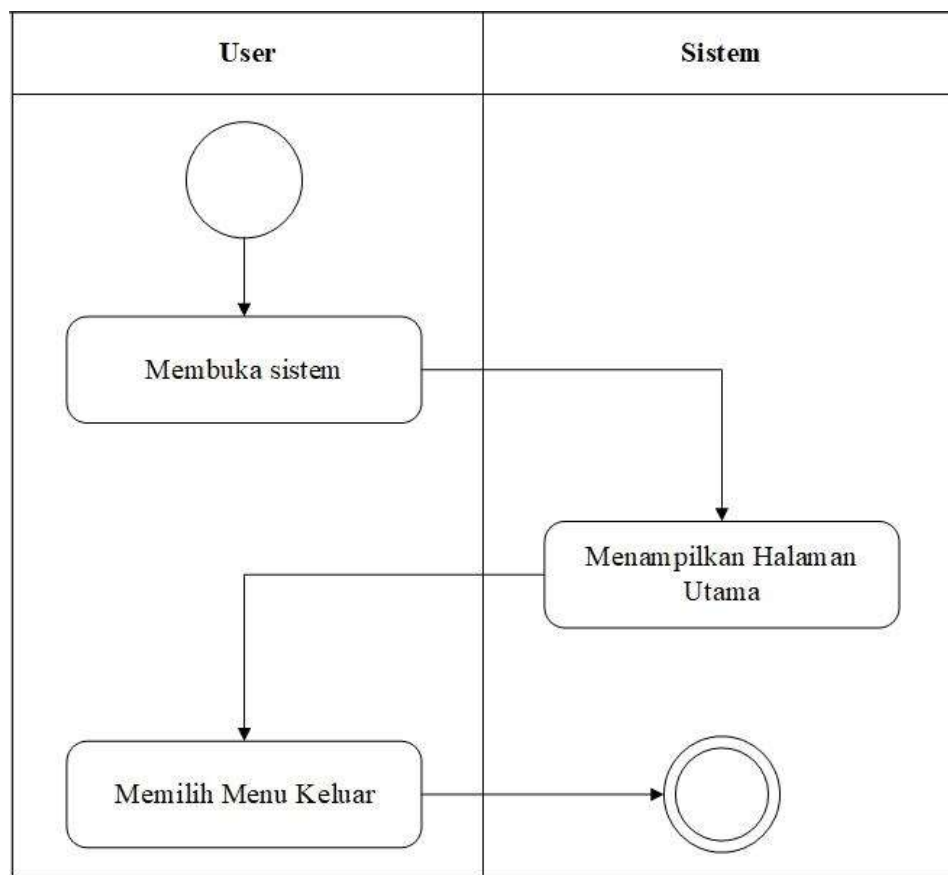 User
Sistem
Membuka sistem
Menampilkan Halaman
Utama
Memilih Menu Keluar